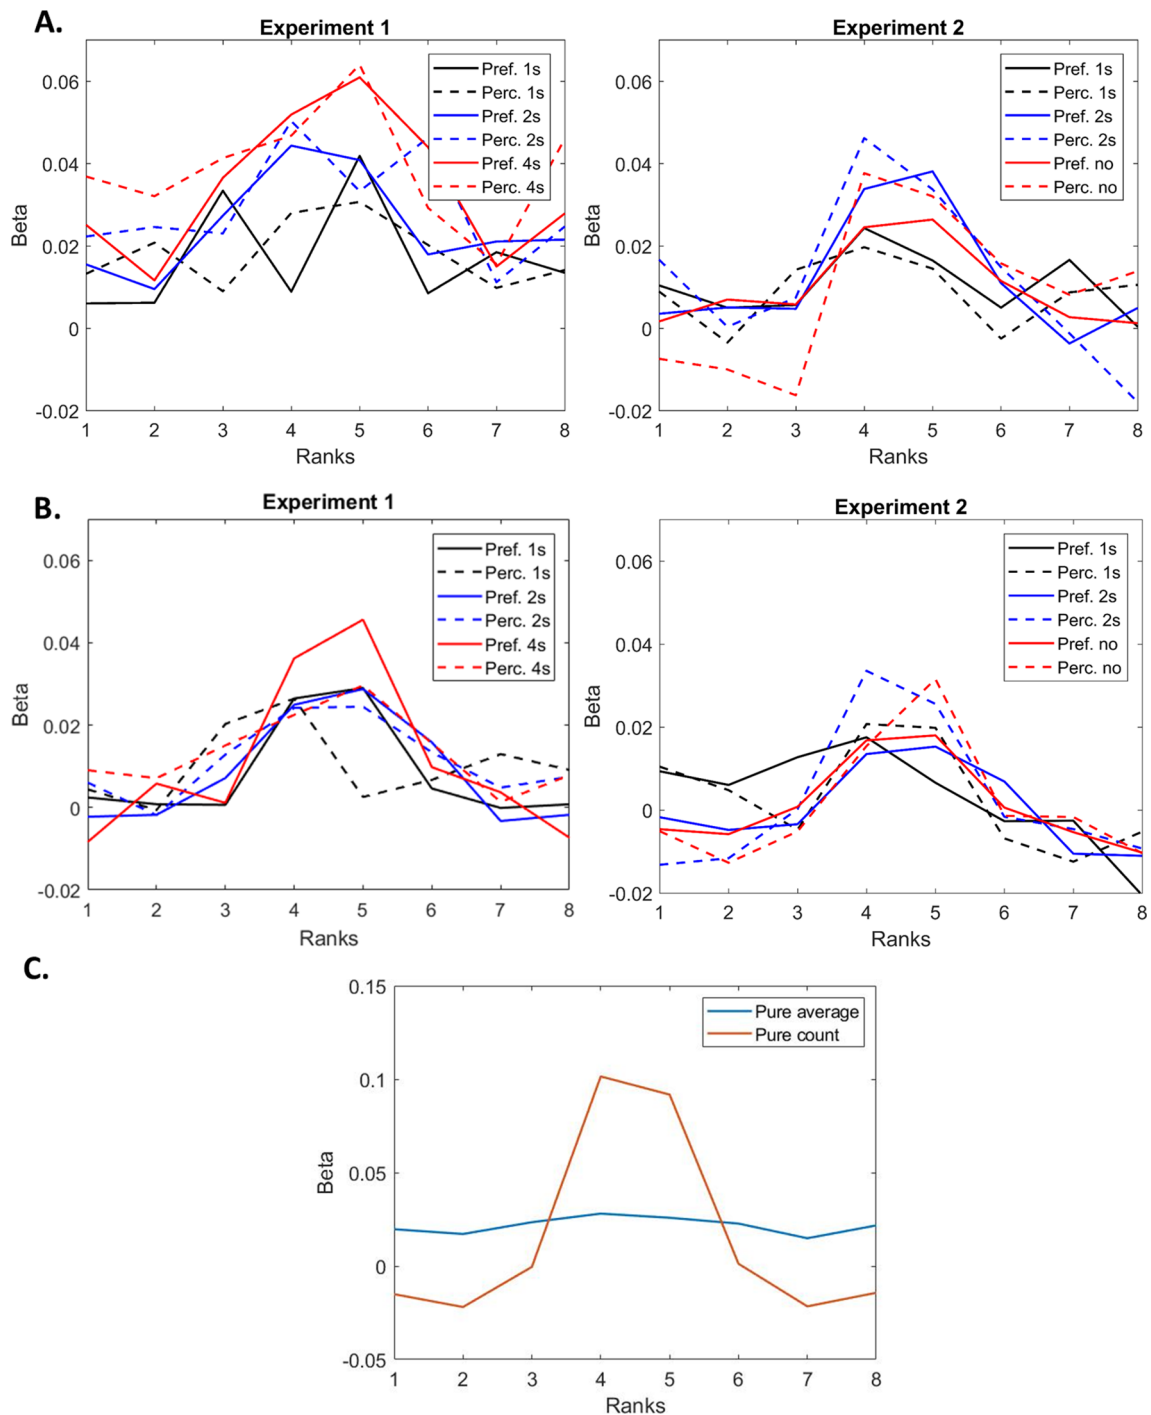 A.
Experiment 1
Pref. 1s
Perc. 1s
Pref. 2s
Perc. 2s
Pref. 4s
Perc. 4s
0.06
0.04
0.02
0
-0.02
Beta
1 2 3 4 5 6 7 8
Ranks
Experiment 2
Pref. 1s
Perc. 1s
Pref. 2s
Perc. 2s
Pref. no
Perc. no
0.06
0.04
0.02
0
-0.02
Beta
1 2 3 4 5 6 7 8
Ranks
B.
Experiment 1
Pref. 1s
Perc. 1s
Pref. 2s
Perc. 2s
Pref. 4s
Perc. 4s
0.06
0.04
0.02
0
-0.02
Beta
1 2 3 4 5 6 7 8
Ranks
Experiment 2
Pref. 1s
Perc. 1s
Pref. 2s
Perc. 2s
Pref. no
Perc. no
0.06
0.04
0.02
0
-0.02
Beta
1 2 3 4 5 6 7 8
Ranks
C.
Pure average
Pure count
0.15
0.1
0.05
0
-0.05
Beta
1 2 3 4 5 6 7 8
Ranks